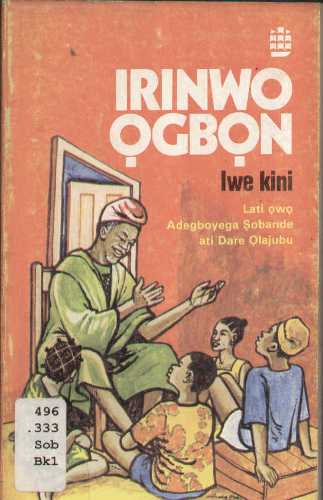 IRINWO
ỌGBỌN
Iwe kini
Lati ọwọ
Adegboyega Ṣobande
ati Dare Ọlajubu
496
.333
Sob
Bk1